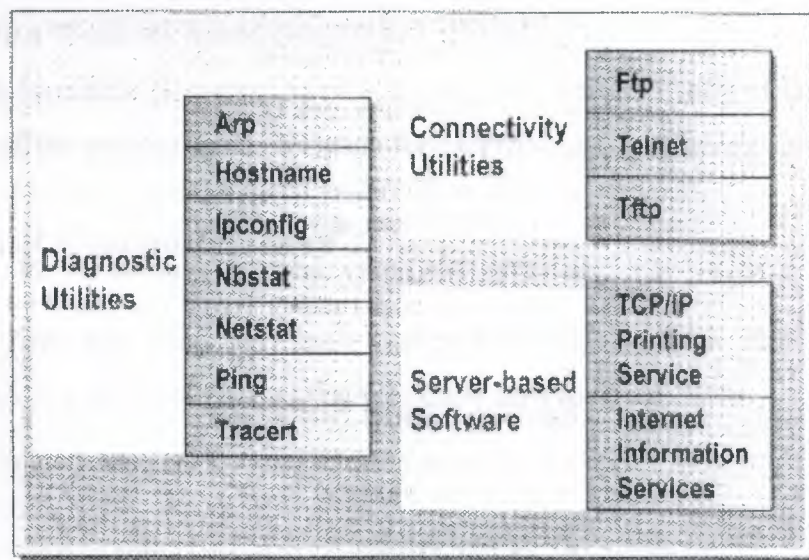 Diagnostic
Utilities
Arp
Hostname
Ipconfig
Nbstat
Netstat
Ping
Tracert
Connectivity
Utilities
Ftp
Telnet
Tftp
Server-based
Software
TCP/IP
Printing
Service
Internet
Information
Services